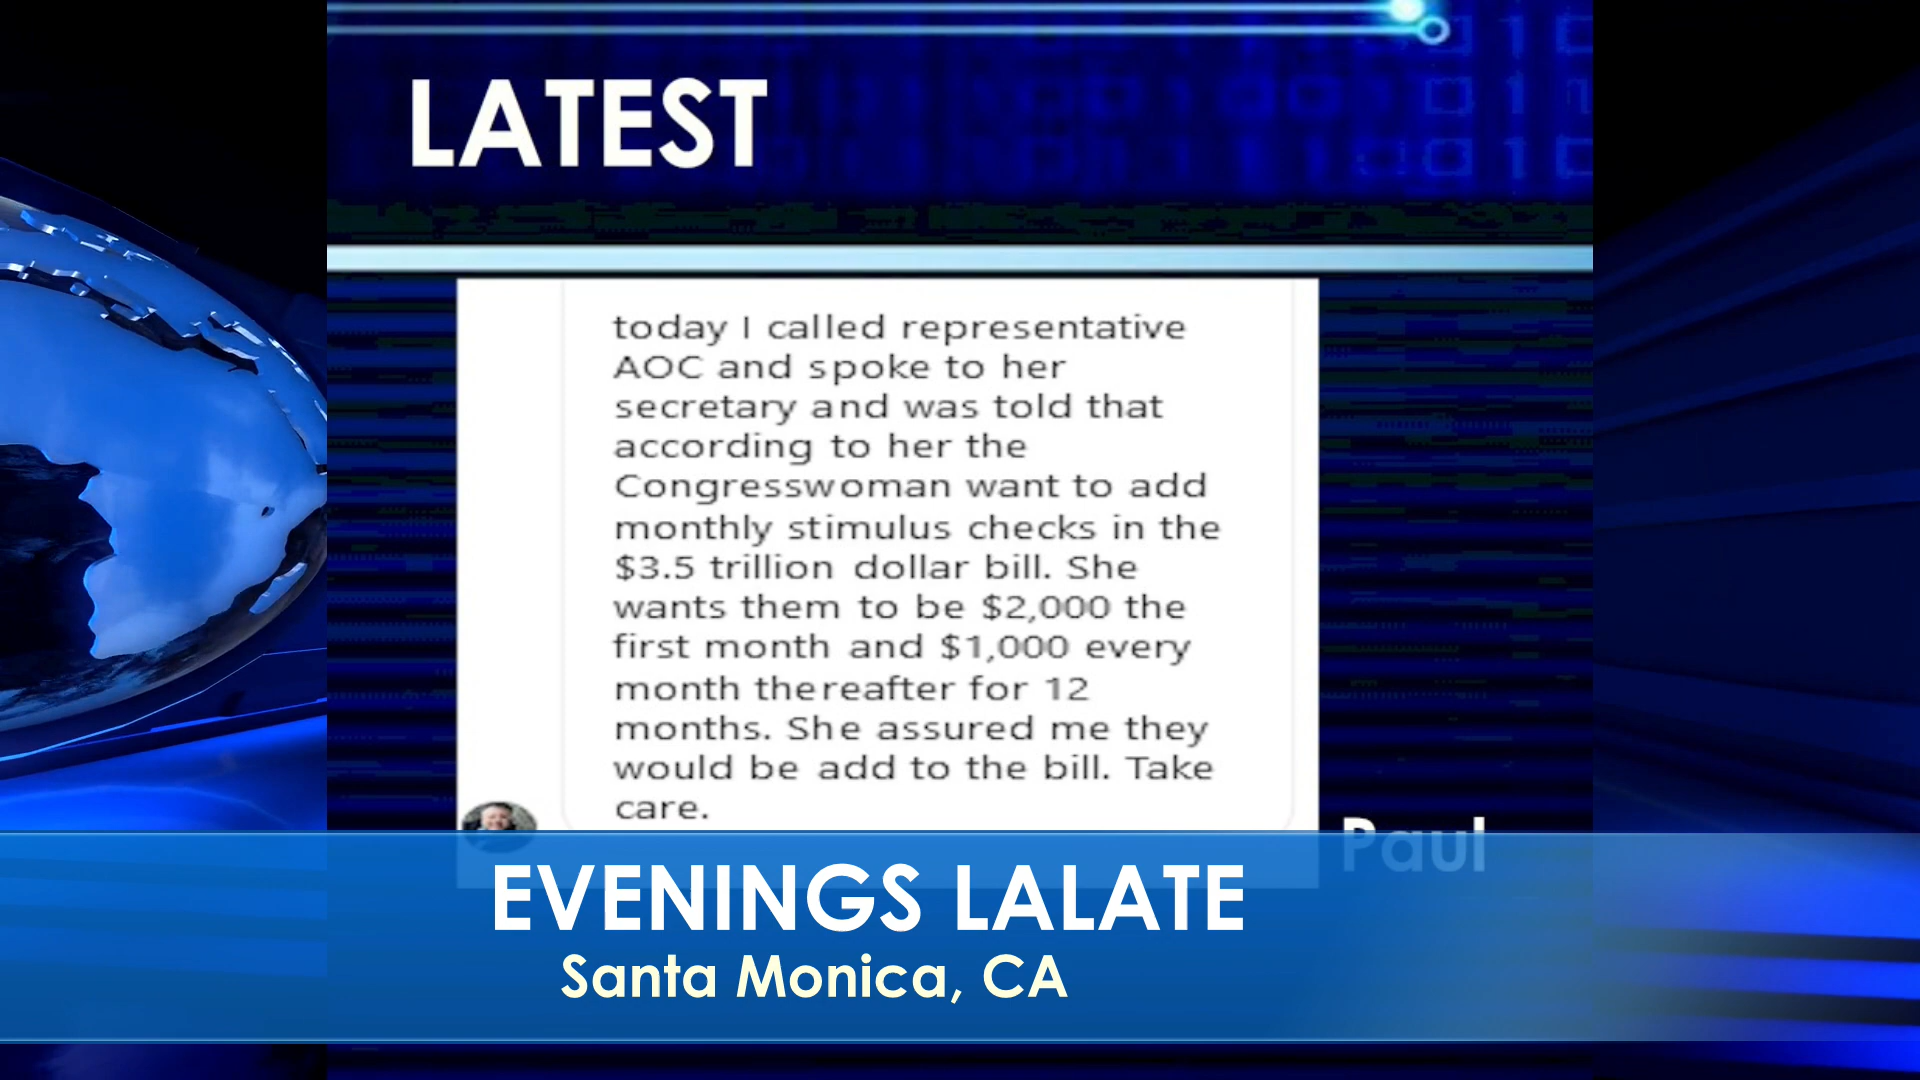 LATEST
today I called representative
AOC and spoke to her
secretary and was told that
according to her the
Congresswoman want to add
monthly stimulus checks in the
$3.5 trillion dollar bill. She
wants them to be $2,000 the
first month and $1,000 every
month thereafter for 12
months. She assured me they
would be add to the bill. Take
care.
Paul
EVENINGS LALATE
Santa Monica, CA